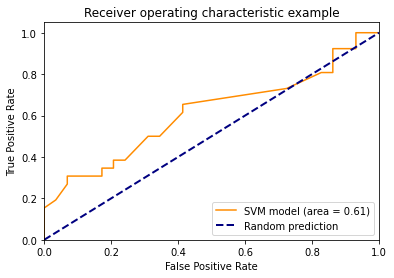 Receiver operating characteristic example
True Positive Rate
1.0
0.8
0.6
0.4
0.2
0.0
SVM model (area = 0.61)
Random prediction
0.0 0.2 0.4 0.6 0.8 1.0
False Positive Rate